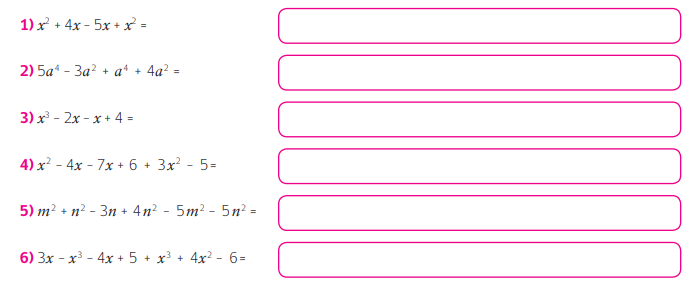 1) x² + 4x – 5x + x² =
2) 5a⁴ – 3a² + a⁴ + 4a² =
3) x³ – 2x – x + 4 =
4) x² – 4x – 7x + 6 + 3x² – 5=
5) m² + n² – 3n + 4n² – 5m² – 5n² =
6) 3x – x³ – 4x + 5 + x³ + 4x² – 6=